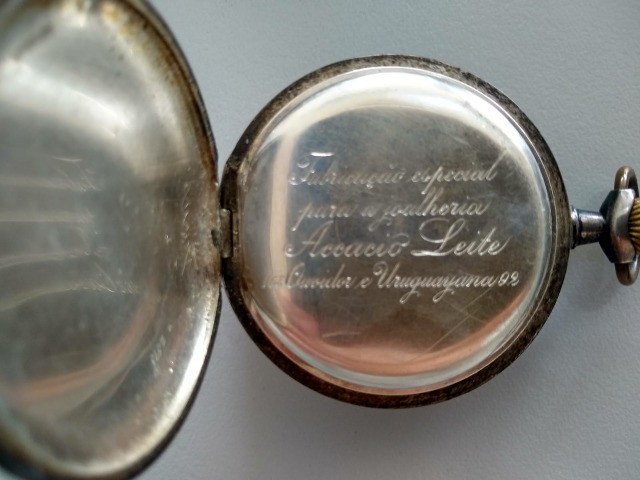 Fabricação especial
para a joalheria
Accacio Leite
Ouvidor e Uruguayana 92